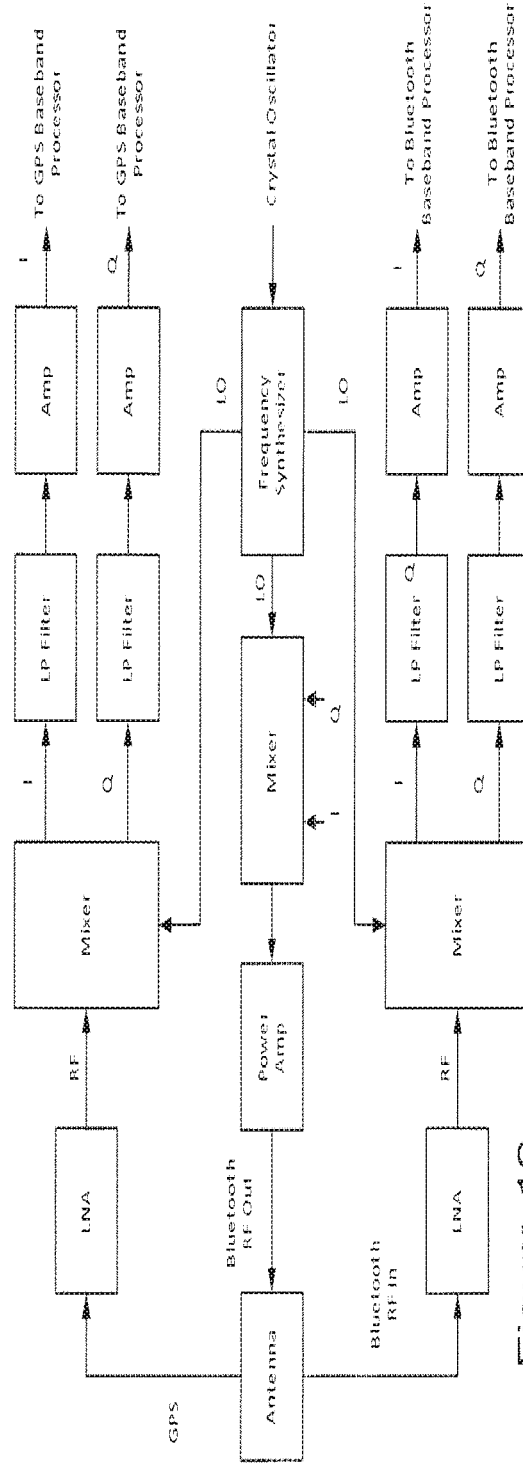 GPS
LNA
RF
Mixer
I
Q
LP Filter
LP Filter
Amp
Amp
I
Q
To GPS Baseband
Processor
To GPS Baseband
Processor
Antenna
Bluetooth
RF Out
Power
Amp
Mixer
I
Q
LO
Frequency
Synthesizer
LO
LO
Crystal Oscillator
Bluetooth
RF In
LNA
RF
Mixer
I
Q
LP Filter
Q
LP Filter
Amp
Amp
I
Q
To Bluetooth
Baseband Processor
To Bluetooth
Baseband Processor